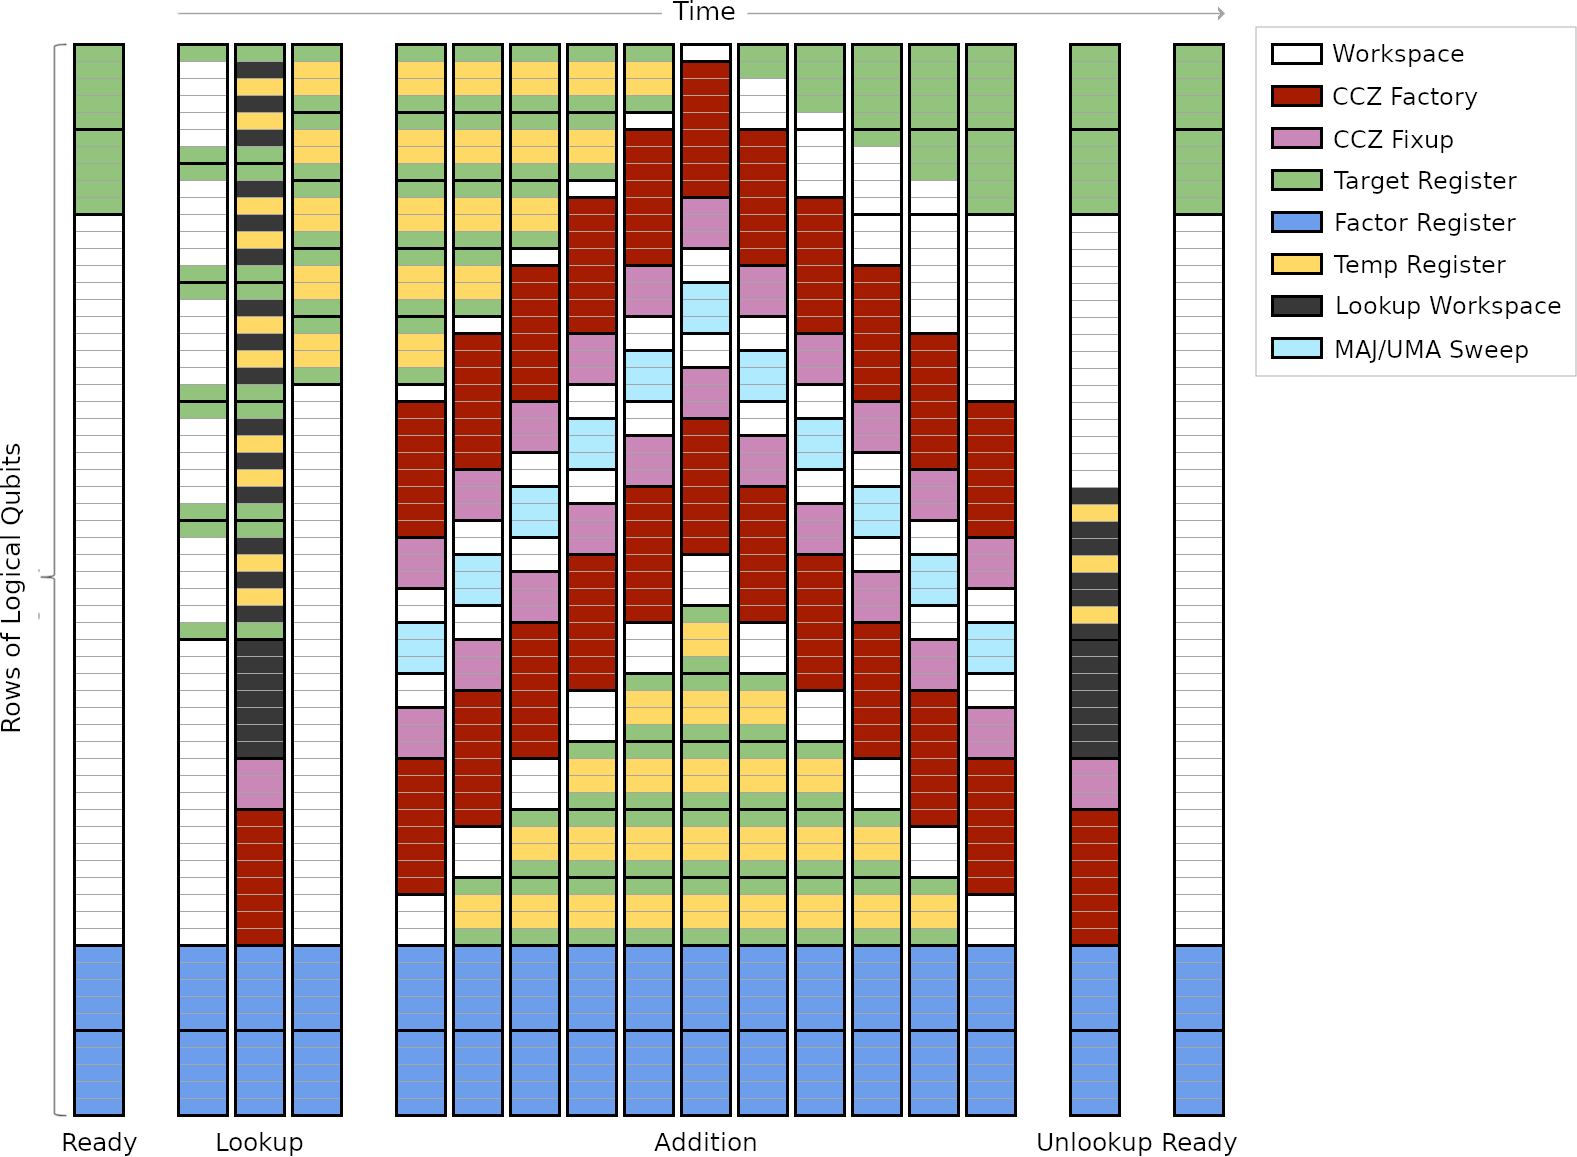 Time
Workspace
CCZ Factory
CCZ Fixup
Target Register
Factor Register
Temp Register
Lookup Workspace
MAJ/UMA Sweep
Rows of Logical Qubits
Ready
Lookup
Addition
Unlookup
Ready